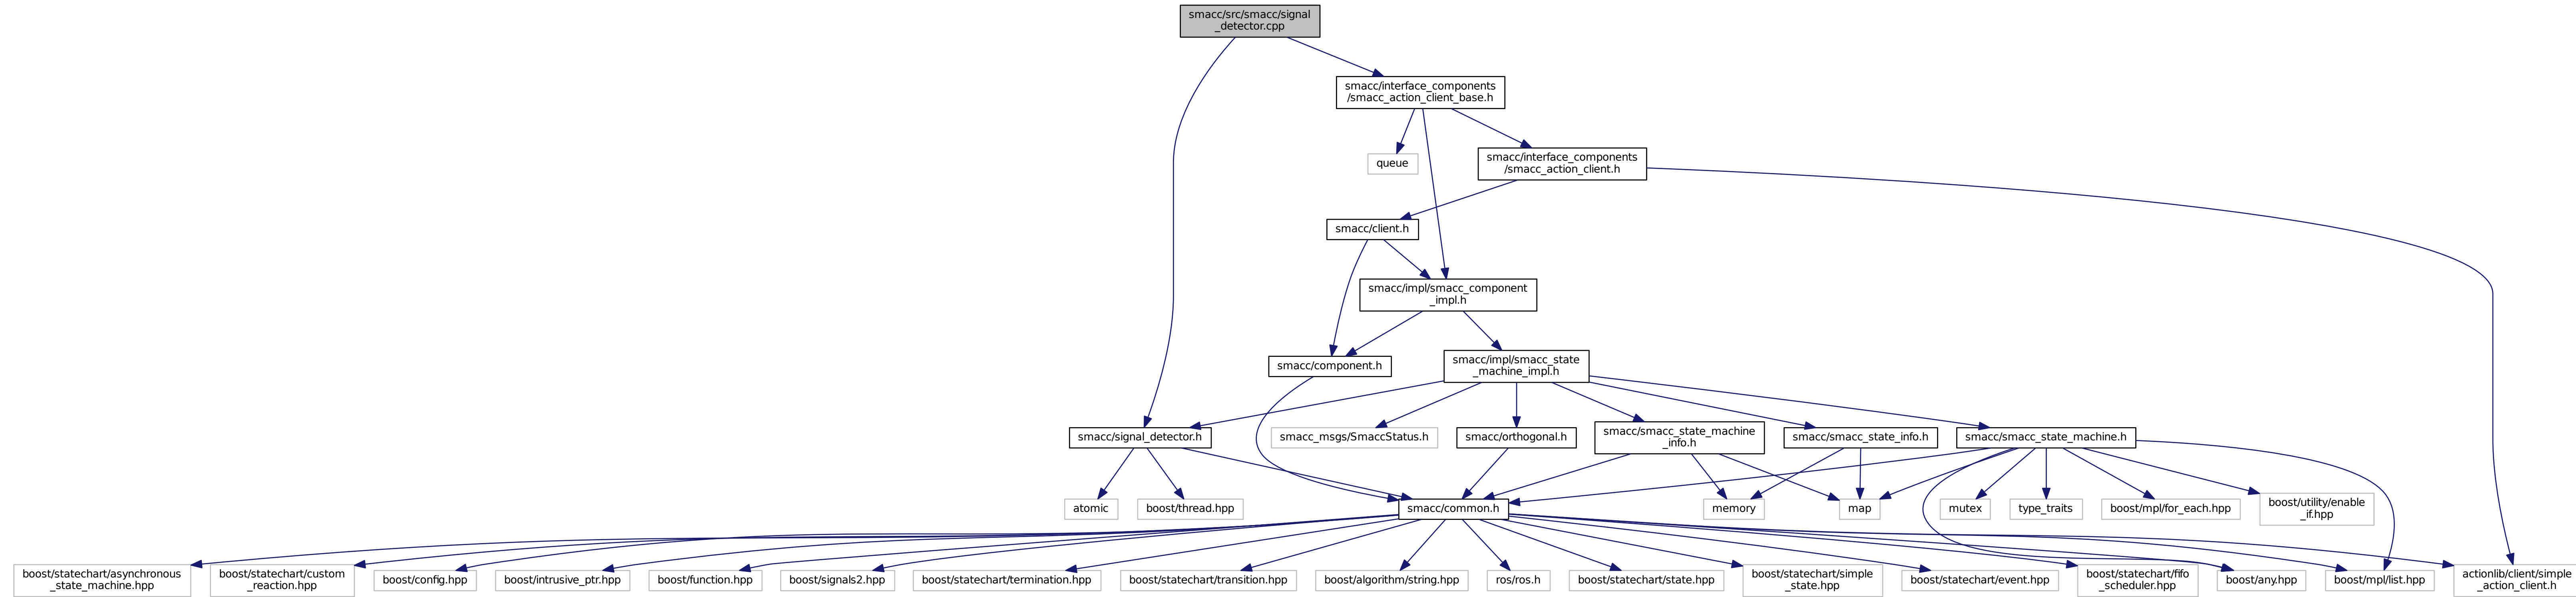 smacc/src/smacc/signal
_detector.cpp
smacc/interface_components
/smacc_action_client_base.h
queue
smacc/interface_components
/smacc_action_client.h
smacc/client.h
smacc/impl/smacc_component
_impl.h
smacc/component.h
smacc/impl/smacc_state
_machine_impl.h
smacc/signal_detector.h
smacc_msgs/SmaccStatus.h
smacc/orthogonal.h
smacc/smacc_state_machine
_info.h
smacc/smacc_state_info.h
smacc/smacc_state_machine.h
atomic
boost/thread.hpp
smacc/common.h
memory
map
mutex
type_traits
boost/mpl/for_each.hpp
boost/utility/enable
_if.hpp
boost/statechart/asynchronous
_state_machine.hpp
boost/statechart/custom
_reaction.hpp
boost/config.hpp
boost/intrusive_ptr.hpp
boost/function.hpp
boost/signals2.hpp
boost/statechart/termination.hpp
boost/statechart/transition.hpp
boost/algorithm/string.hpp
ros/ros.h
boost/statechart/state.hpp
boost/statechart/simple
_state.hpp
boost/statechart/event.hpp
boost/statechart/fifo
_scheduler.hpp
boost/any.hpp
boost/mpl/list.hpp
actionlib/client/simple
_action_client.h